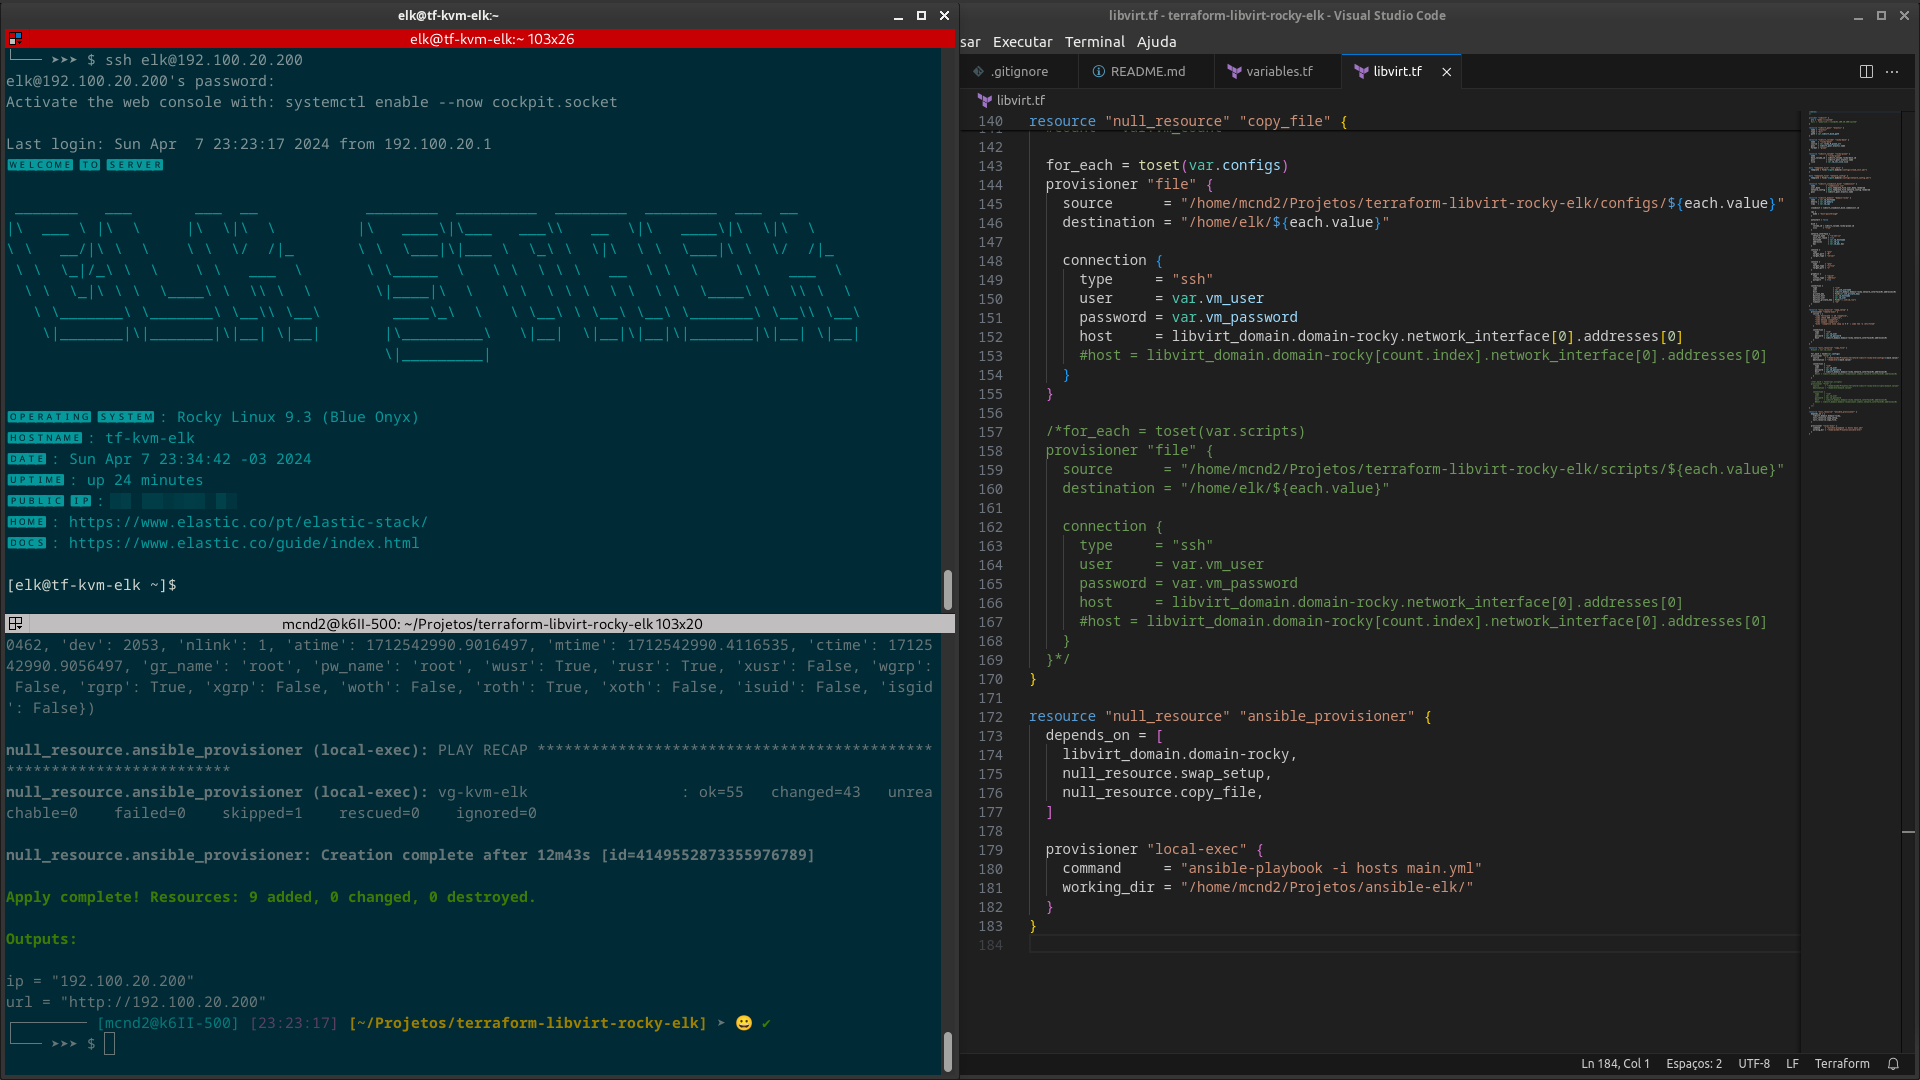 elk@tf-kvm-elk:~
elk@tf-kvm-elk:~ 103x26
└── ➤➤➤ $ ssh elk@192.100.20.200
elk@192.100.20.200's password:
Activate the web console with: systemctl enable --now cockpit.socket
Last login: Sun Apr  7 23:23:17 2024 from 192.100.20.1
WELCOME TO SERVER
ELK STACK
OPERATING SYSTEM : Rocky Linux 9.3 (Blue Onyx)
HOSTNAME : tf-kvm-elk
DATE : Sun Apr 7 23:34:42 -03 2024
UPTIME : up 24 minutes
PUBLIC IP :
HOME : https://www.elastic.co/pt/elastic-stack/
DOCS : https://www.elastic.co/guide/index.html
[elk@tf-kvm-elk ~]$
mcnd2@k6II-500: ~/Projetos/terraform-libvirt-rocky-elk 103x20
0462, 'dev': 2053, 'nlink': 1, 'atime': 1712542990.9016497, 'mtime': 1712542990.4116535, 'ctime': 17125
42990.9056497, 'gr_name': 'root', 'pw_name': 'root', 'wusr': True, 'rusr': True, 'xusr': False, 'wgrp':
False, 'rgrp': True, 'xgrp': False, 'woth': False, 'roth': True, 'xoth': False, 'isuid': False, 'isgid
': False})
null_resource.ansible_provisioner (local-exec): PLAY RECAP ********************************************
*************************
null_resource.ansible_provisioner (local-exec): vg-kvm-elk                 : ok=55   changed=43   unrea
chable=0    failed=0    skipped=1    rescued=0    ignored=0
null_resource.ansible_provisioner: Creation complete after 12m43s [id=4149552873355976789]
Apply complete! Resources: 9 added, 0 changed, 0 destroyed.
Outputs:
ip = "192.100.20.200"
url = "http://192.100.20.200"
┌──────── [mcnd2@k6II-500] [23:23:17] [~/Projetos/terraform-libvirt-rocky-elk] ➤ 😀 ✔
└── ➤➤➤ $
libvirt.tf - terraform-libvirt-rocky-elk - Visual Studio Code
sar Executar Terminal Ajuda
.gitignore README.md variables.tf libvirt.tf
libvirt.tf
140 resource "null_resource" "copy_file" {
142
143 for_each = toset(var.configs)
144 provisioner "file" {
145 source      = "/home/mcnd2/Projetos/terraform-libvirt-rocky-elk/configs/${each.value}"
146 destination = "/home/elk/${each.value}"
147
148 connection {
149 type     = "ssh"
150 user     = var.vm_user
151 password = var.vm_password
152 host     = libvirt_domain.domain-rocky.network_interface[0].addresses[0]
153 #host = libvirt_domain.domain-rocky[count.index].network_interface[0].addresses[0]
154 }
155 }
156
157 /*for_each = toset(var.scripts)
158 provisioner "file" {
159 source      = "/home/mcnd2/Projetos/terraform-libvirt-rocky-elk/scripts/${each.value}"
160 destination = "/home/elk/${each.value}"
161
162 connection {
163 type     = "ssh"
164 user     = var.vm_user
165 password = var.vm_password
166 host     = libvirt_domain.domain-rocky.network_interface[0].addresses[0]
167 #host = libvirt_domain.domain-rocky[count.index].network_interface[0].addresses[0]
168 }
169 }*/
170 }
171
172 resource "null_resource" "ansible_provisioner" {
173 depends_on = [
174 libvirt_domain.domain-rocky,
175 null_resource.swap_setup,
176 null_resource.copy_file,
177 ]
178
179 provisioner "local-exec" {
180 command     = "ansible-playbook -i hosts main.yml"
181 working_dir = "/home/mcnd2/Projetos/ansible-elk/"
182 }
183 }
184
Ln 184, Col 1 Espaços: 2 UTF-8 LF Terraform